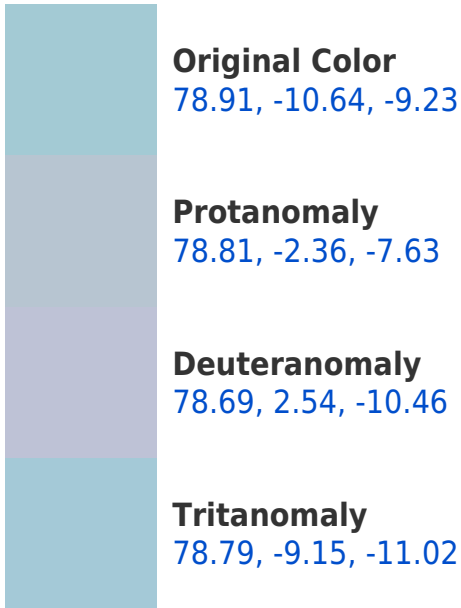 Original Color
78.91, -10.64, -9.23
Protanomaly
78.81, -2.36, -7.63
Deuteranomaly
78.69, 2.54, -10.46
Tritanomaly
78.79, -9.15, -11.02